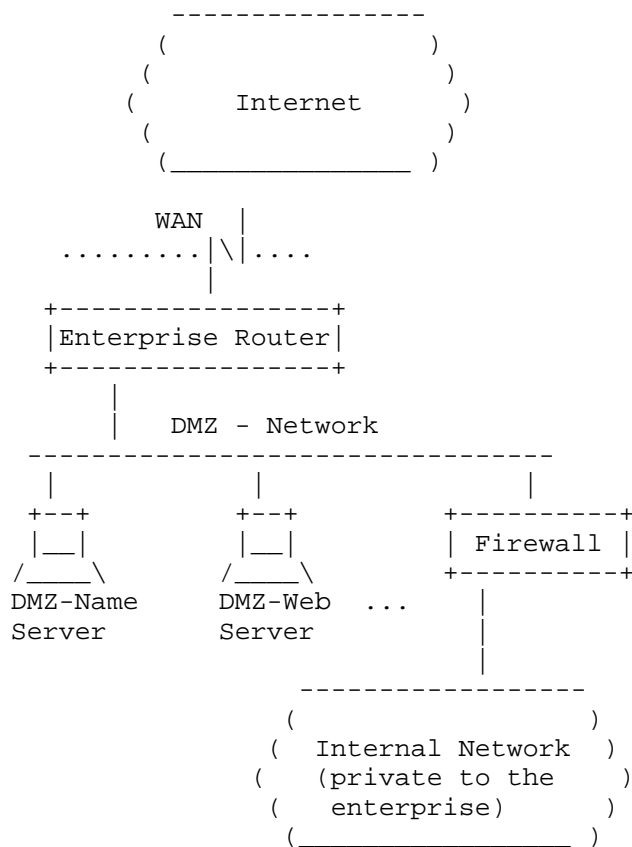 Internet
WAN
Enterprise Router
DMZ - Network
Firewall
DMZ-Name DMZ-Web ...
Server Server
Internal Network
(private to the
enterprise)